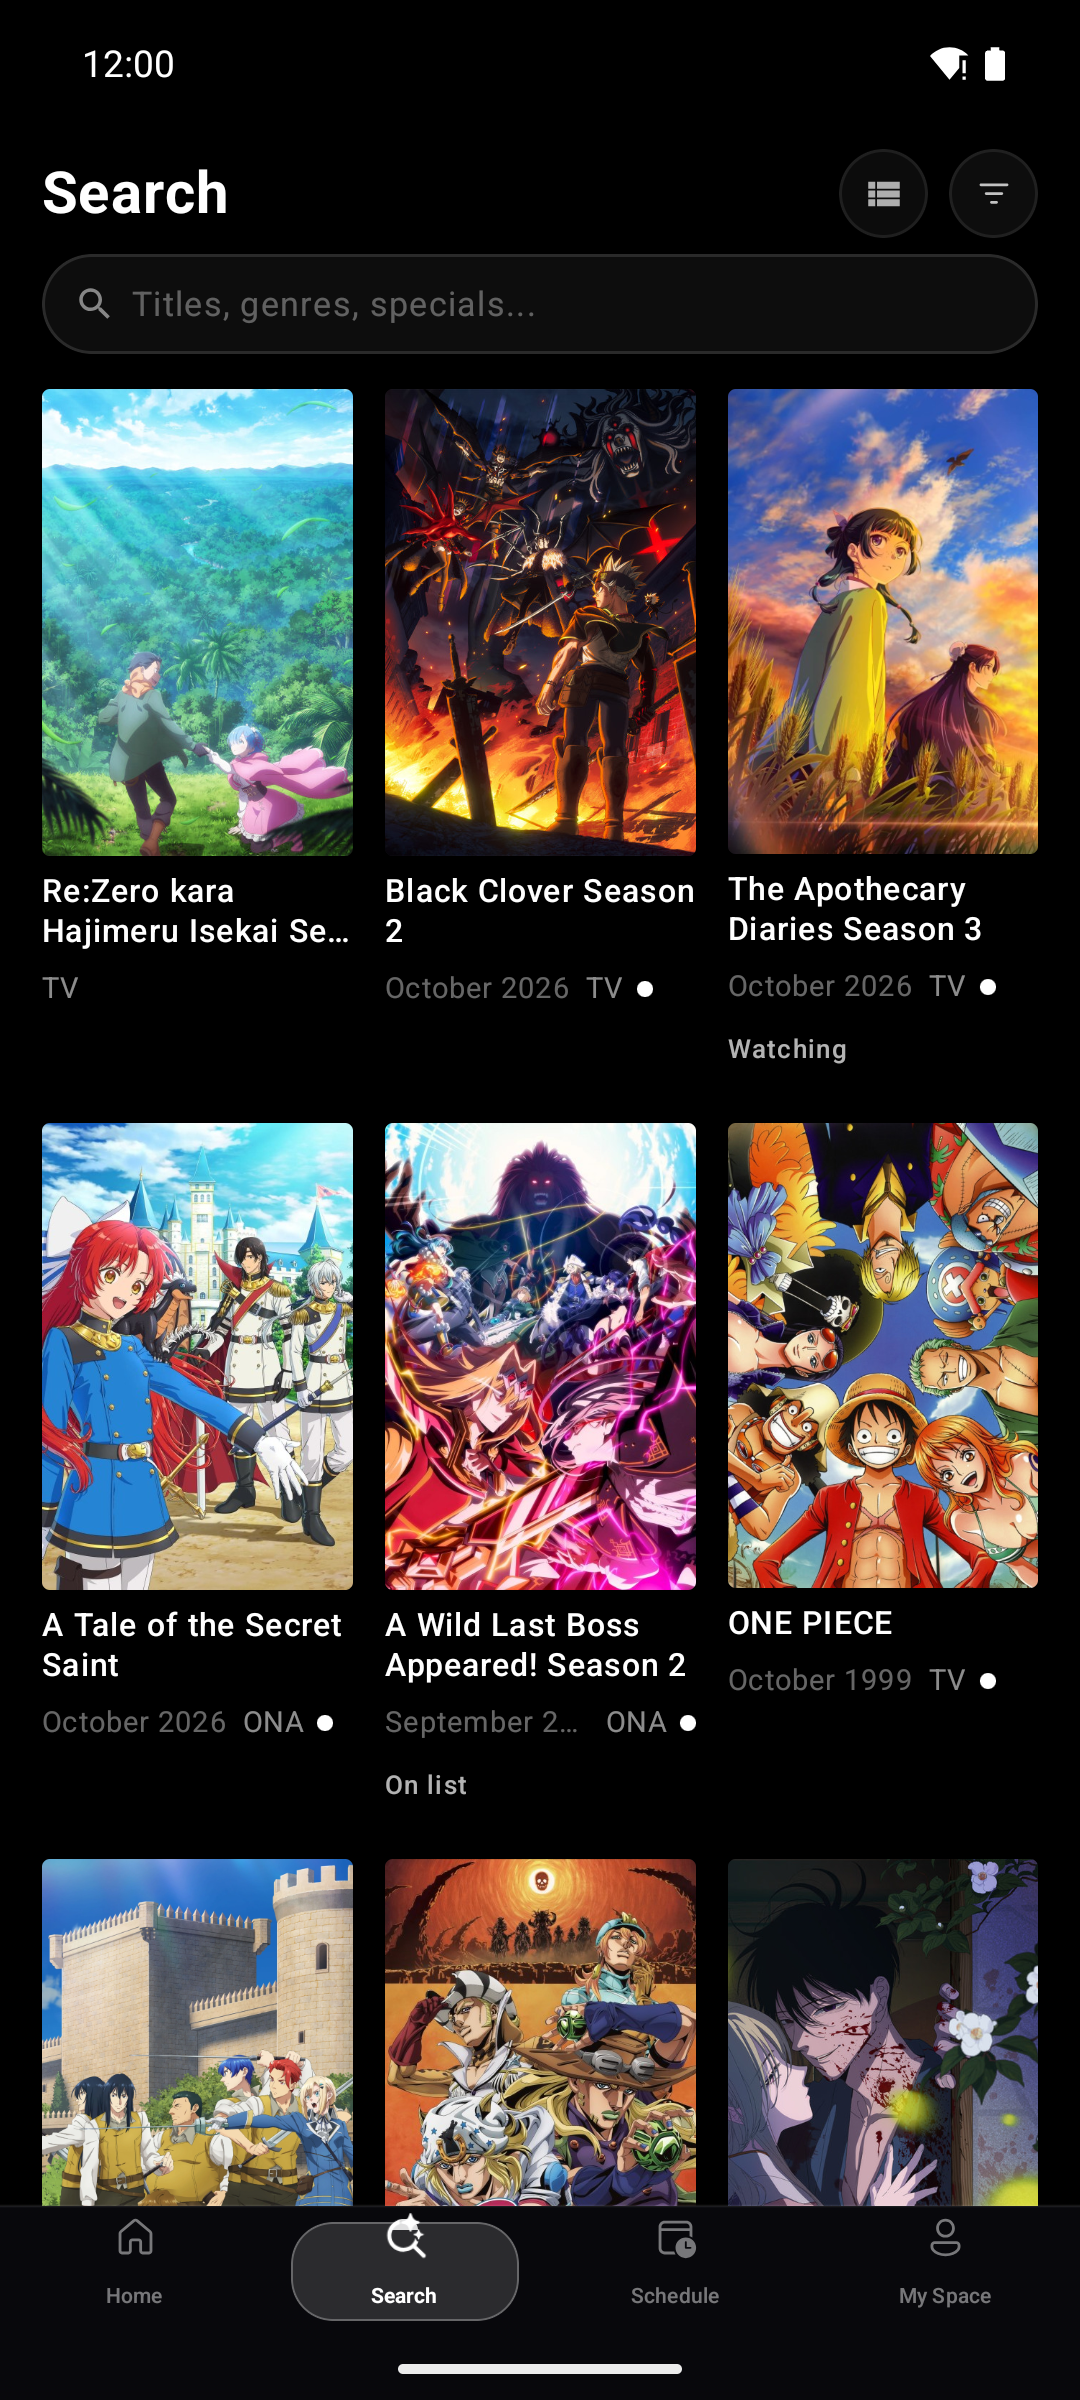 12:00
Search
Titles, genres, specials...
Re:Zero kara
Hajimeru Isekai Se…
TV
Black Clover Season
2
October 2026 TV
The Apothecary
Diaries Season 3
October 2026 TV
Watching
A Tale of the Secret
Saint
October 2026 ONA
A Wild Last Boss
Appeared! Season 2
September 2… ONA
On list
ONE PIECE
October 1999 TV
Home
Search
Schedule
My Space